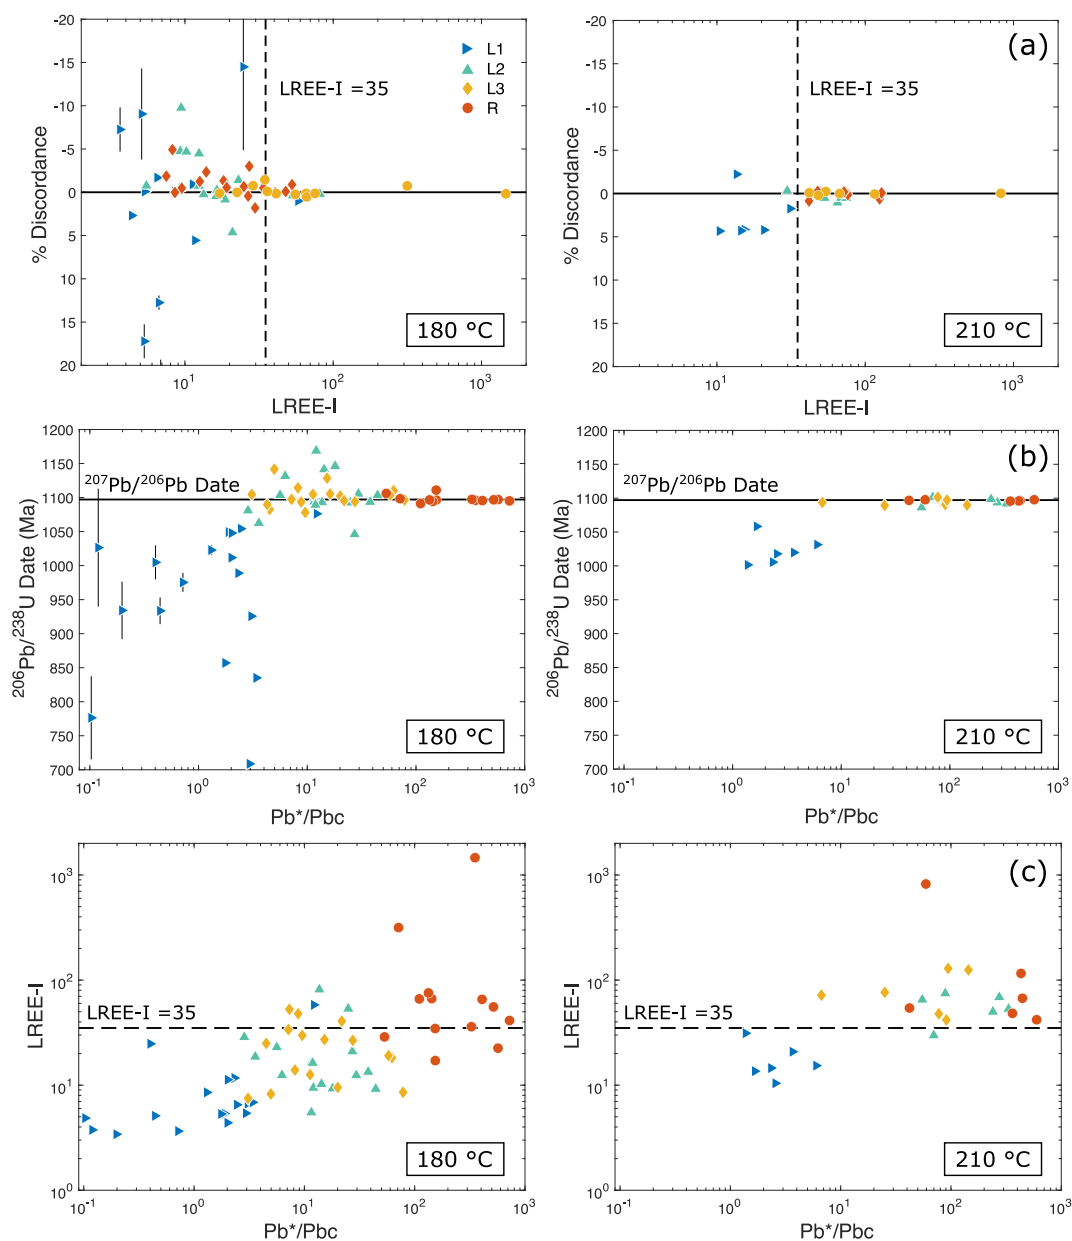 (a)
-20
-15
-10
-5
0
5
10
15
20
% Discordance
L1
L2
L3
R
LREE-I =35
180 °C
10¹
10²
10³
LREE-I
-20
-15
-10
-5
0
5
10
15
20
% Discordance
LREE-I =35
210 °C
10¹
10²
10³
LREE-I
(b)
1200
1150
1100
1050
1000
950
900
850
800
750
700
²⁰⁶Pb/²³⁸U Date (Ma)
²⁰⁷Pb/²⁰⁶Pb Date
180 °C
10⁻¹
10⁰
10¹
10²
10³
Pb*/Pbc
1200
1150
1100
1050
1000
950
900
850
800
750
700
²⁰⁶Pb/²³⁸U Date (Ma)
²⁰⁷Pb/²⁰⁶Pb Date
210 °C
10⁻¹
10⁰
10¹
10²
10³
Pb*/Pbc
(c)
10³
10²
10¹
10⁰
LREE-I
LREE-I =35
180 °C
10⁻¹
10⁰
10¹
10²
10³
Pb*/Pbc
10³
10²
10¹
10⁰
LREE-I
LREE-I =35
210 °C
10⁻¹
10⁰
10¹
10²
10³
Pb*/Pbc